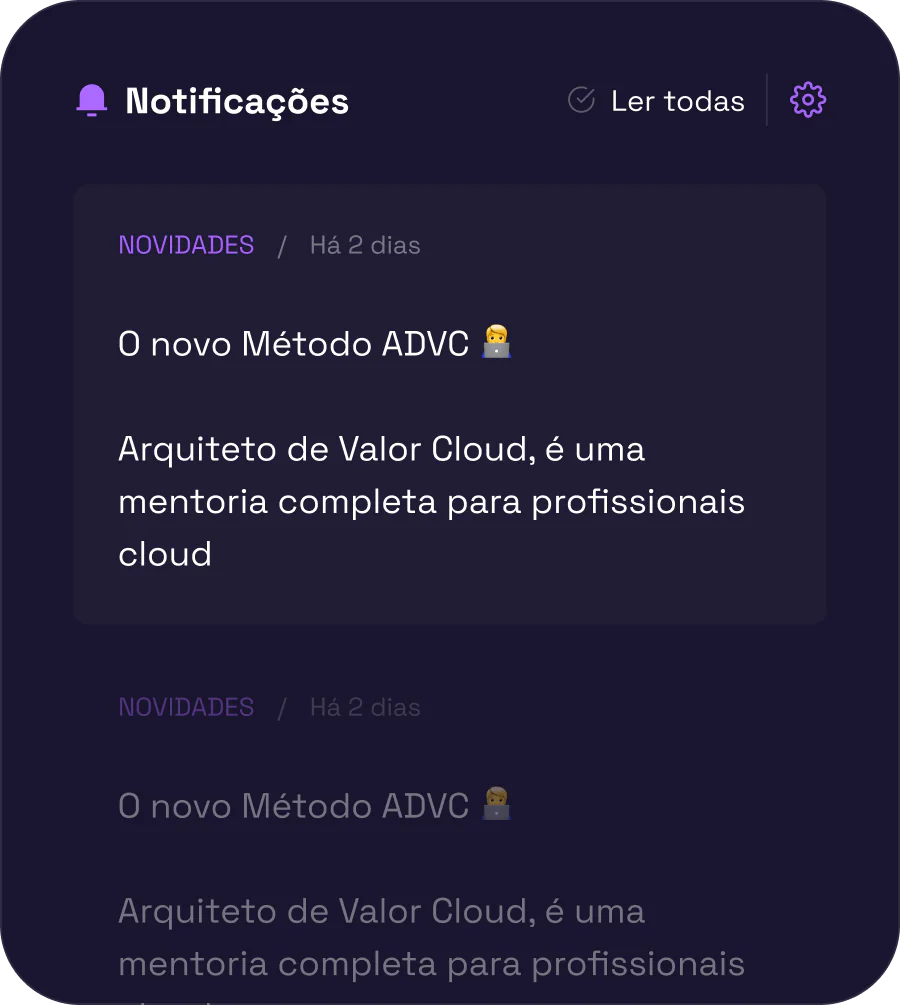 Notificações
Ler todas
NOVIDADES / Há 2 dias
O novo Método ADVC 🧑‍💻
Arquiteto de Valor Cloud, é uma
mentoria completa para profissionais
cloud
NOVIDADES / Há 2 dias
O novo Método ADVC 🧑‍💻
Arquiteto de Valor Cloud, é uma
mentoria completa para profissionais